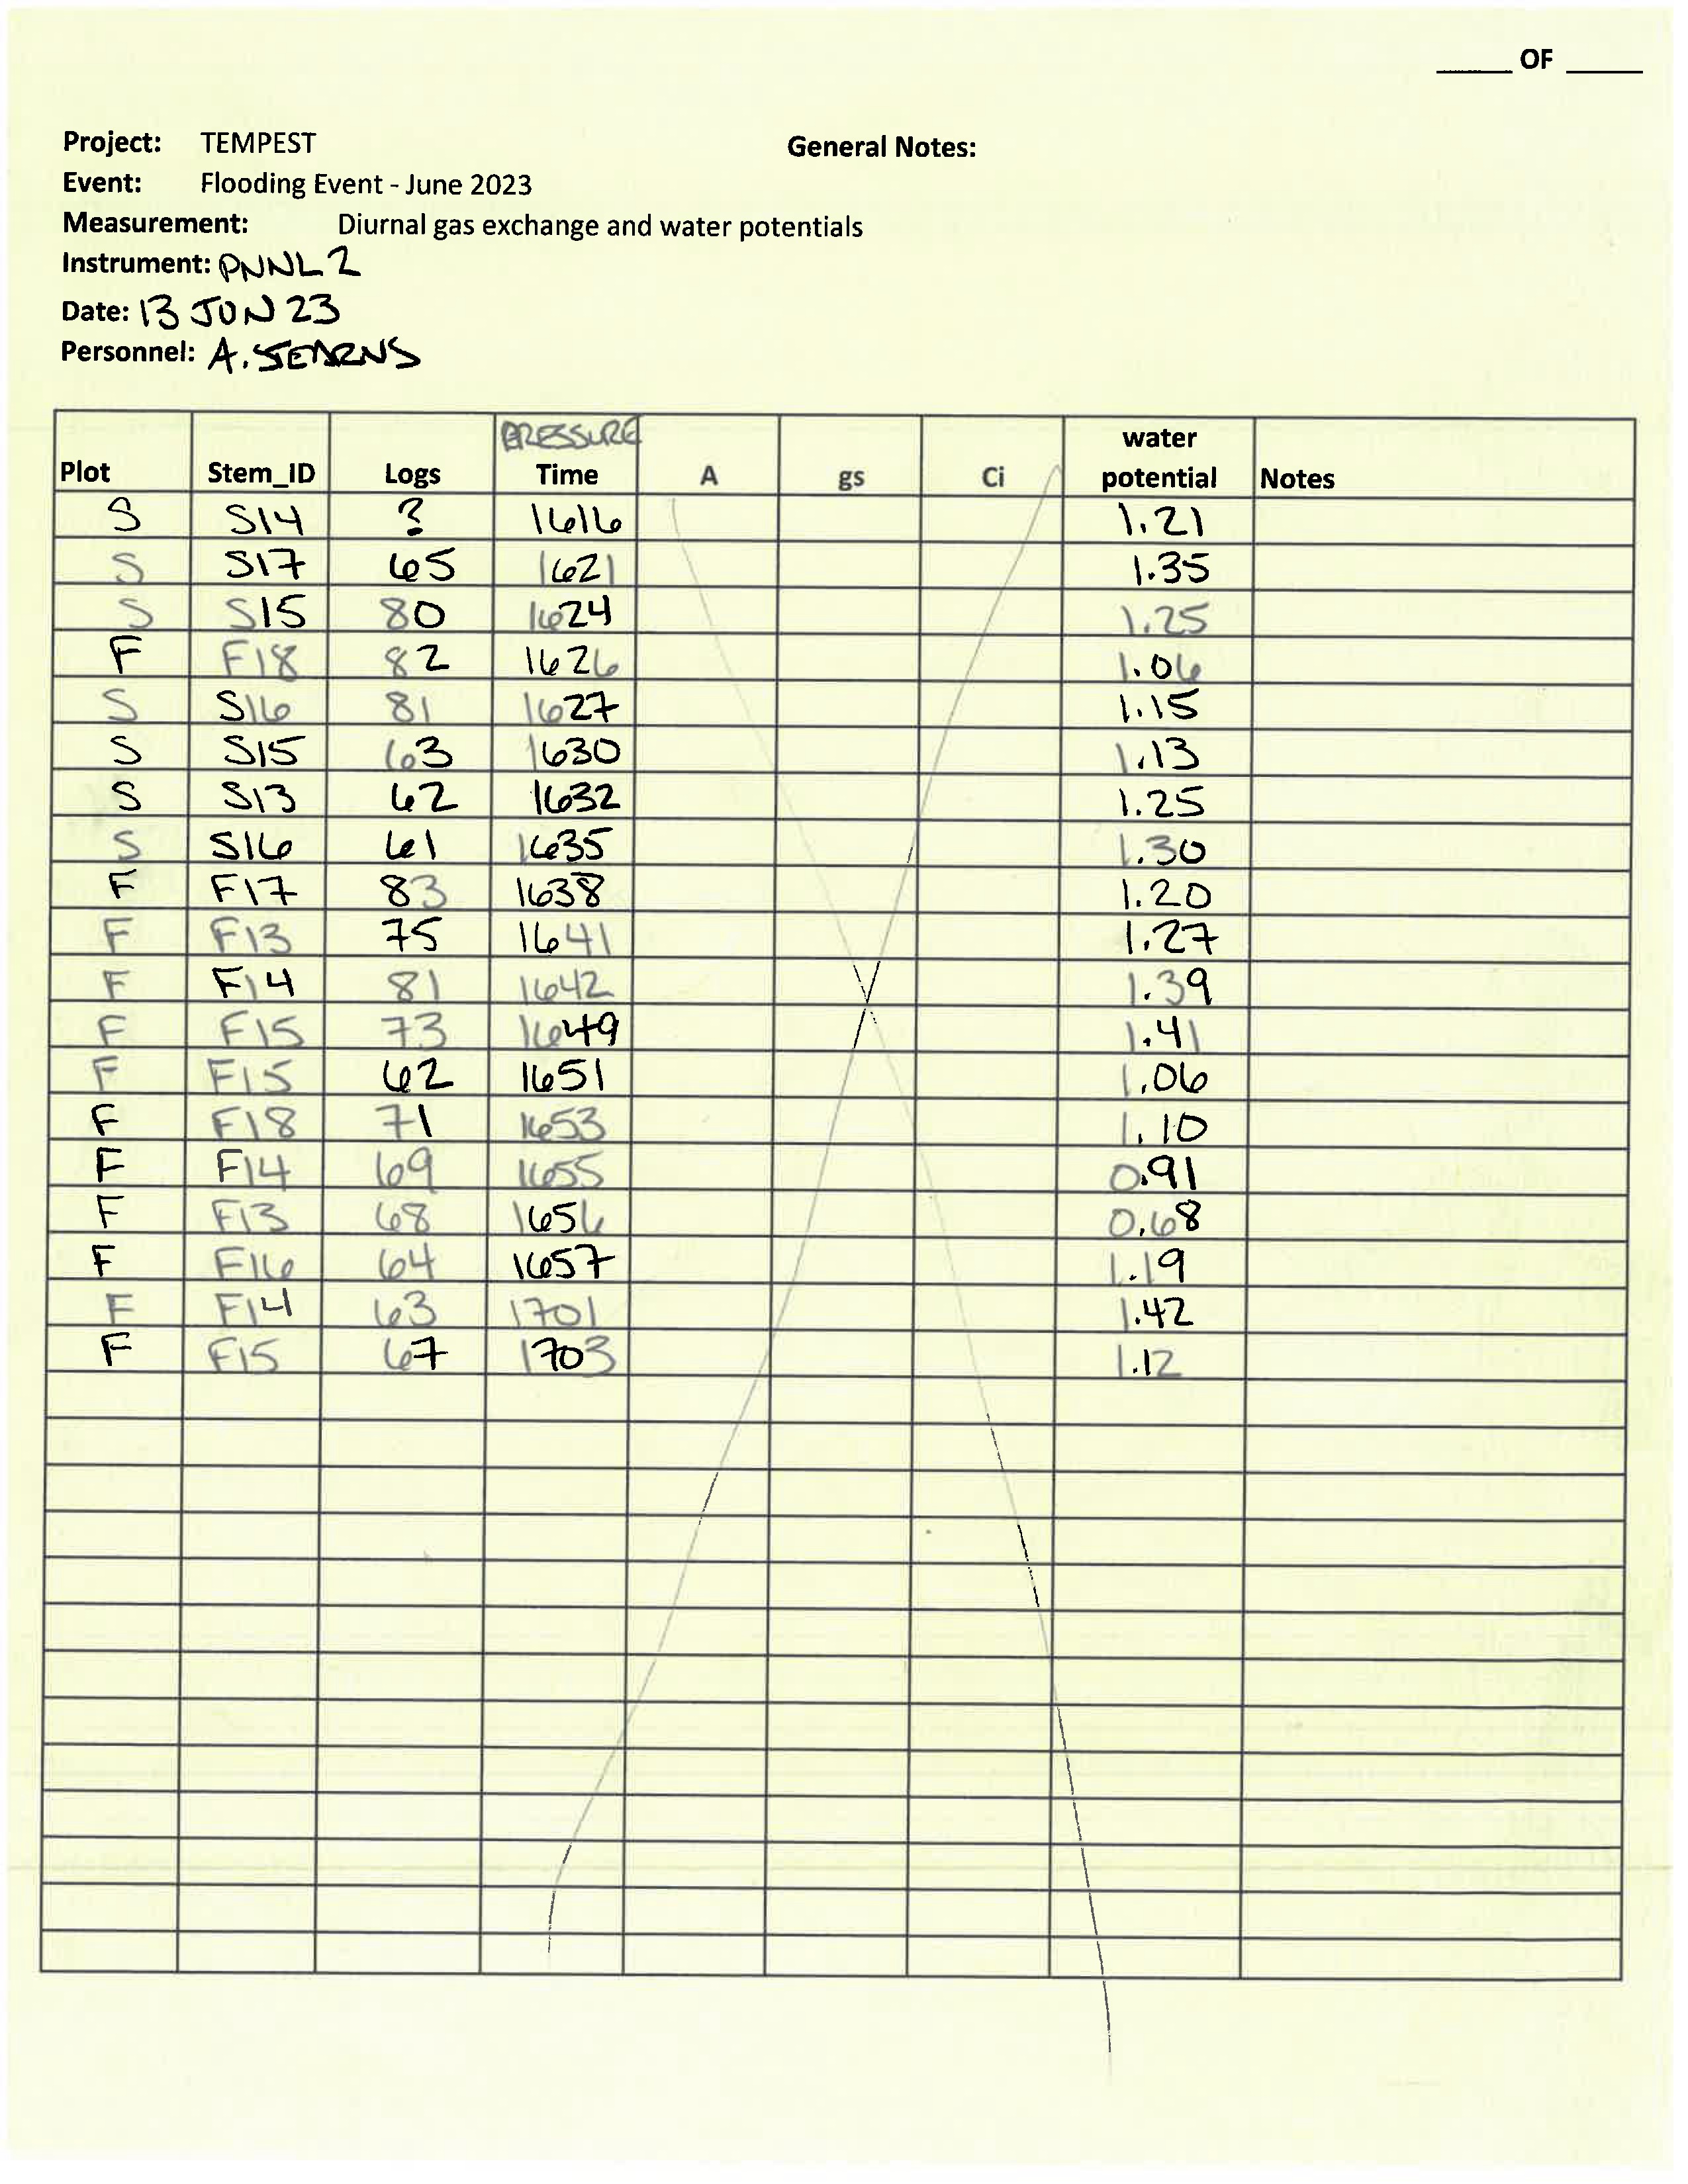 ____ OF ____
Project: TEMPEST General Notes:
Event: Flooding Event - June 2023
Measurement: Diurnal gas exchange and water potentials
Instrument: PNNL 2
Date: 13 JUN 23
Personnel: A. STEARNS
PRESSURE water
Plot Stem_ID Logs Time A gs Ci potential Notes
S S14 ? 1616 1.21
S S17 65 1621 1.35
S S15 80 1624 1.25
F F18 82 1626 1.06
S S16 81 1627 1.15
S S15 63 1630 1.13
S S13 62 1632 1.25
S S16 61 1635 1.30
F F17 83 1638 1.20
F F13 75 1641 1.27
F F14 81 1642 1.39
F F15 73 1649 1.41
F F15 62 1651 1.06
F F18 71 1653 1.10
F F14 69 1655 0.91
F F13 68 1656 0.68
F F16 64 1657 1.19
F F14 63 1701 1.42
F F15 67 1703 1.12